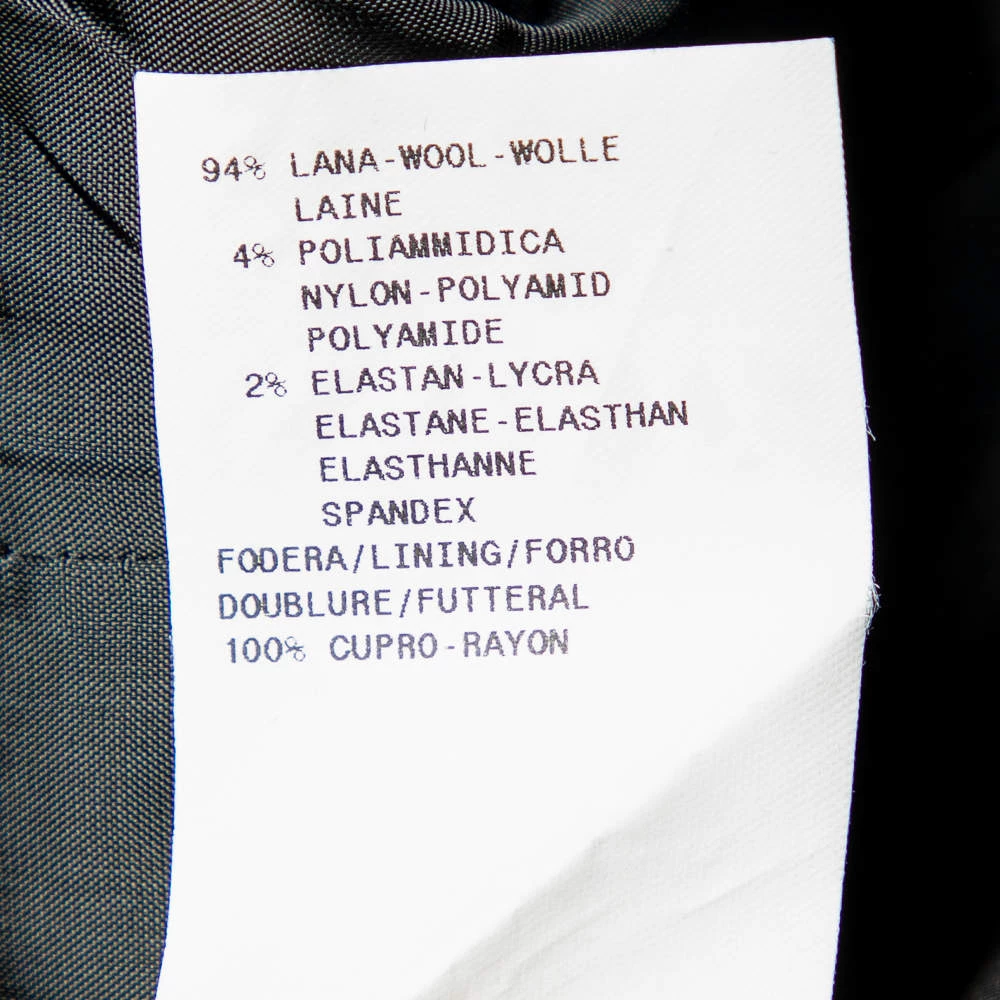 94% LANA-WOOL-WOLLE
LAINE
4% POLIAMMIDICA
NYLON-POLYAMID
POLYAMIDE
2% ELASTAN-LYCRA
ELASTANE-ELASTHAN
ELASTHANNE
SPANDEX
FODERA/LINING/FORRO
DOUBLURE/FUTTERAL
100% CUPRO-RAYON